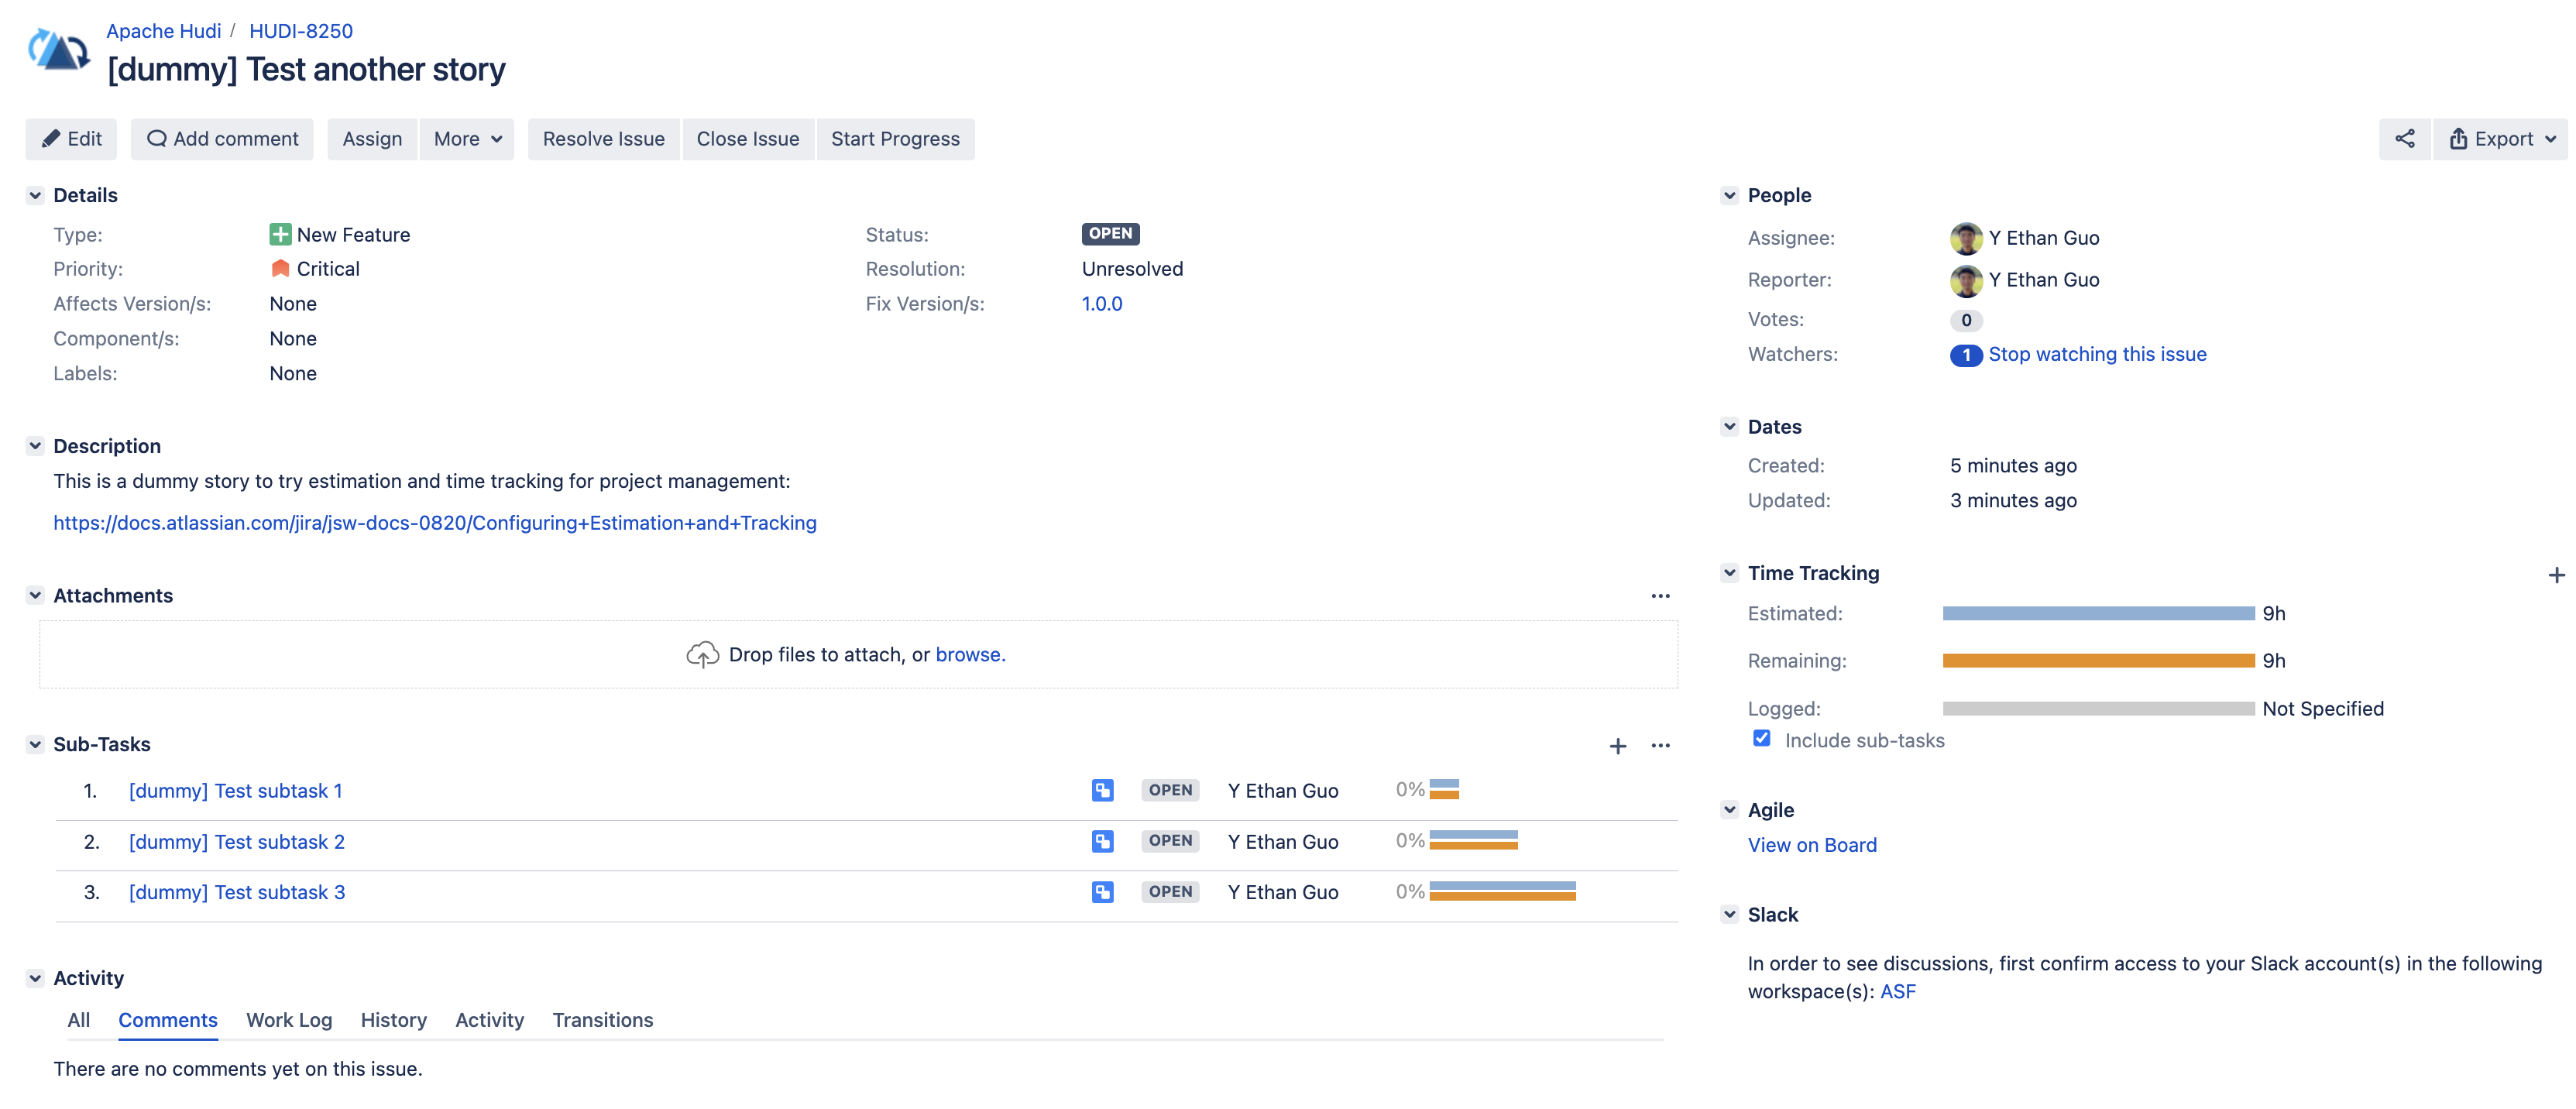 Apache Hudi / HUDI-8250
[dummy] Test another story
Edit Add comment Assign More Resolve Issue Close Issue Start Progress Export
Details
Type: New Feature Status: OPEN
Priority: Critical Resolution: Unresolved
Affects Version/s: None Fix Version/s: 1.0.0
Component/s: None
Labels: None
Description
This is a dummy story to try estimation and time tracking for project management:
https://docs.atlassian.com/jira/jsw-docs-0820/Configuring+Estimation+and+Tracking
Attachments
Drop files to attach, or browse.
Sub-Tasks
1. [dummy] Test subtask 1 OPEN Y Ethan Guo 0%
2. [dummy] Test subtask 2 OPEN Y Ethan Guo 0%
3. [dummy] Test subtask 3 OPEN Y Ethan Guo 0%
Activity
All Comments Work Log History Activity Transitions
There are no comments yet on this issue.
People
Assignee: Y Ethan Guo
Reporter: Y Ethan Guo
Votes: 0
Watchers: 1 Stop watching this issue
Dates
Created: 5 minutes ago
Updated: 3 minutes ago
Time Tracking
Estimated: 9h
Remaining: 9h
Logged: Not Specified
Include sub-tasks
Agile
View on Board
Slack
In order to see discussions, first confirm access to your Slack account(s) in the following
workspace(s): ASF